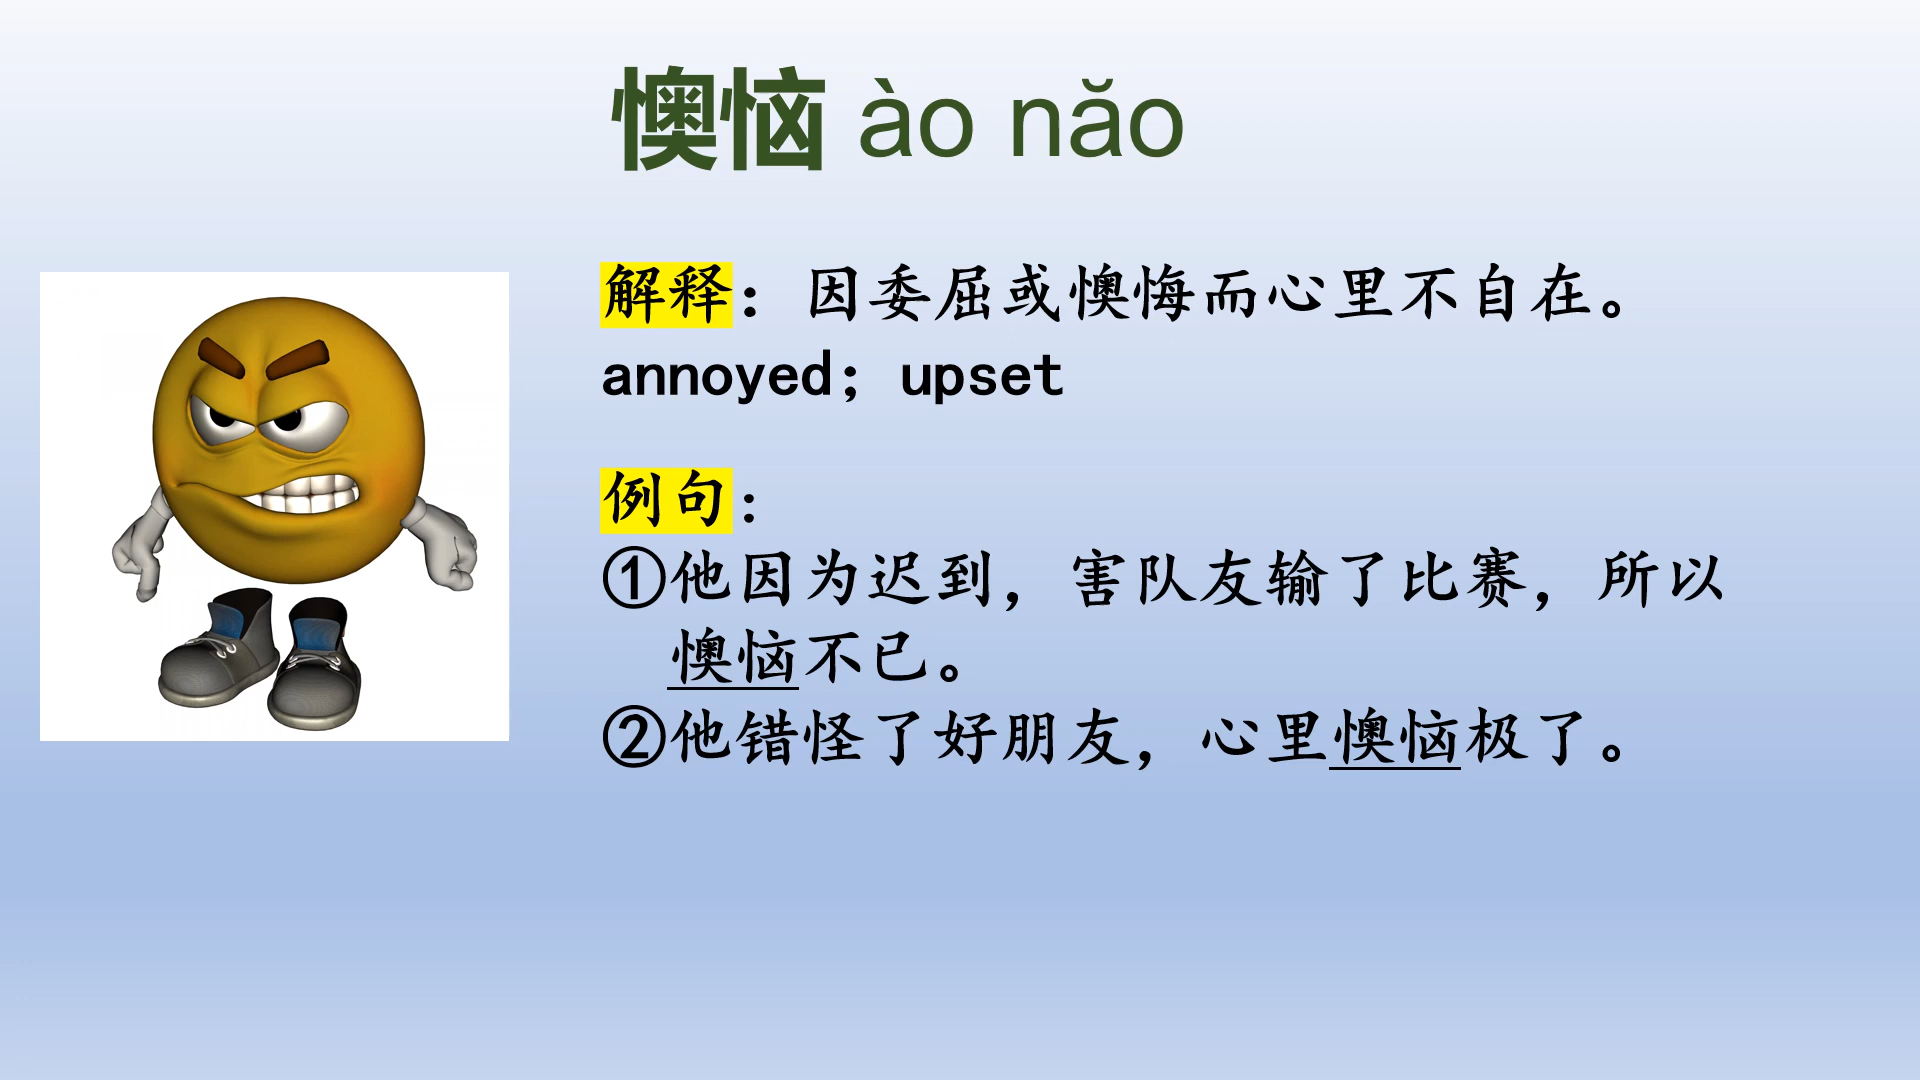 懊恼 ào năo
解释：因委屈或懊悔而心里不自在。
annoyed；upset
例句：
①他因为迟到，害队友输了比赛，所以
懊恼不已。
②他错怪了好朋友，心里懊恼极了。